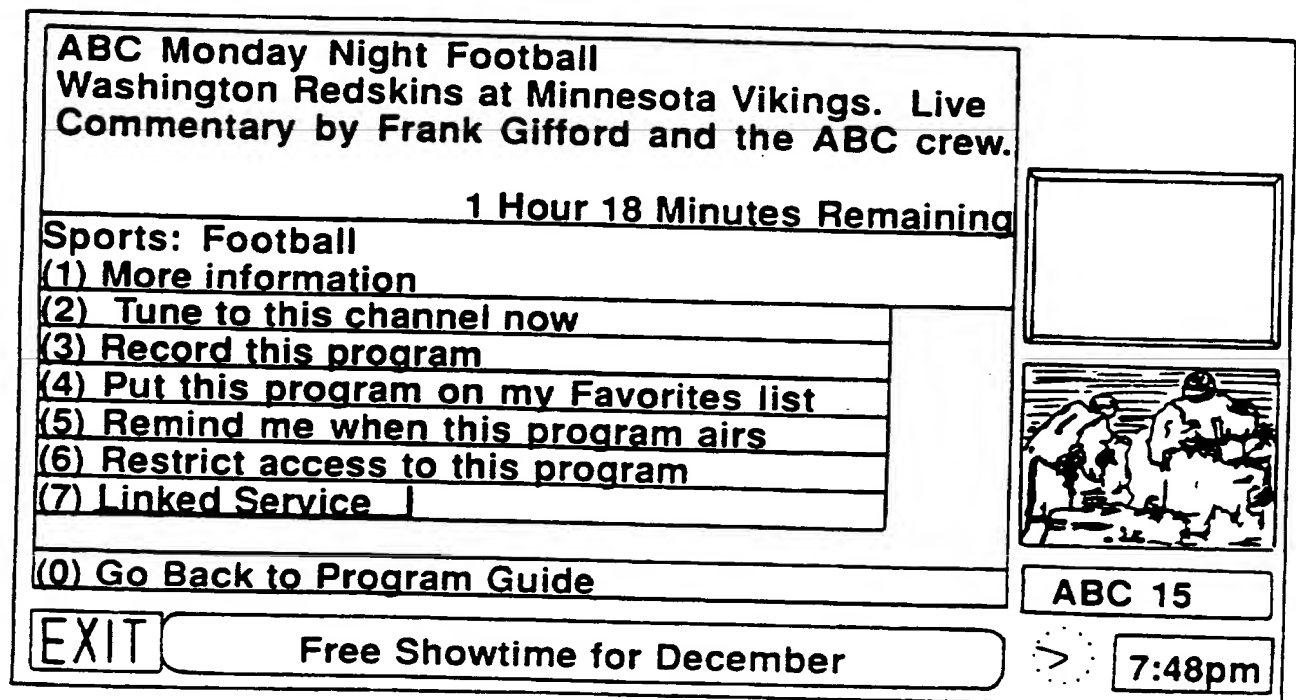 ABC Monday Night Football
Washington Redskins at Minnesota Vikings. Live
Commentary by Frank Gifford and the ABC crew.
1 Hour 18 Minutes Remaining
Sports: Football
(1) More information
(2) Tune to this channel now
(3) Record this program
(4) Put this program on my Favorites list
(5) Remind me when this program airs
(6) Restrict access to this program
(7) Linked Service
(0) Go Back to Program Guide
ABC 15
EXIT
Free Showtime for December
7:48pm